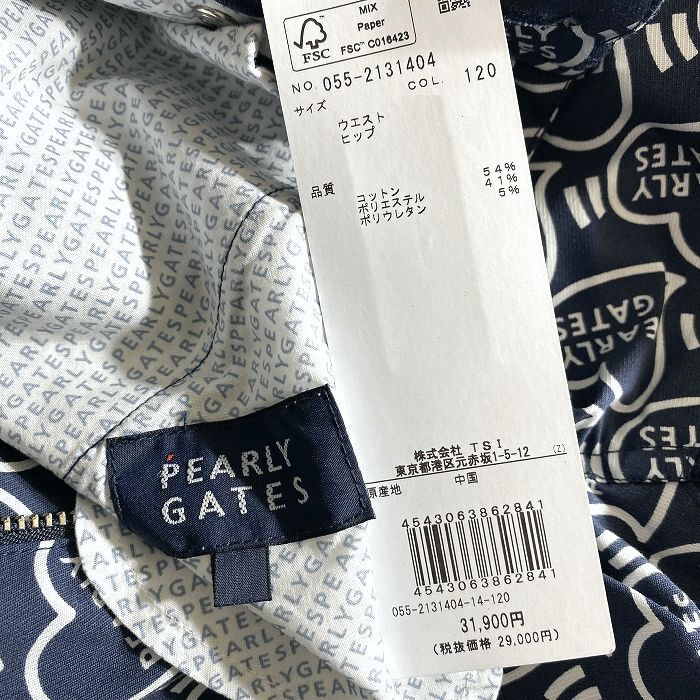 MIX
Paper
FSC™ C016423
FSC
NO. 055-2131404
COL. 120
サイズ
ウエスト
ヒップ
品質
コットン 54%
ポリエステル 41%
ポリウレタン 5%
株式会社 TSI
東京都港区元赤坂1-5-12 (Z)
原産地 中国
4543063862841
4543063862841
055-2131404-14-120
31,900円
(税抜価格 29,000円)
PEARLY
GATES
PEARLY
GATES
PEARLY
GATES